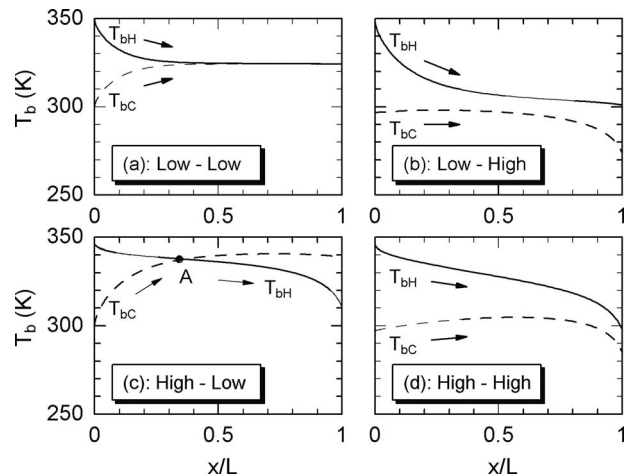 350
T_b (K)
300
250
T_bH
T_bC
(a): Low - Low
0
0.5
1
T_bH
T_bC
(b): Low - High
0
0.5
1
350
T_b (K)
300
250
A
T_bC
T_bH
(c): High - Low
0
0.5
1
x/L
T_bH
T_bC
(d): High - High
0
0.5
1
x/L